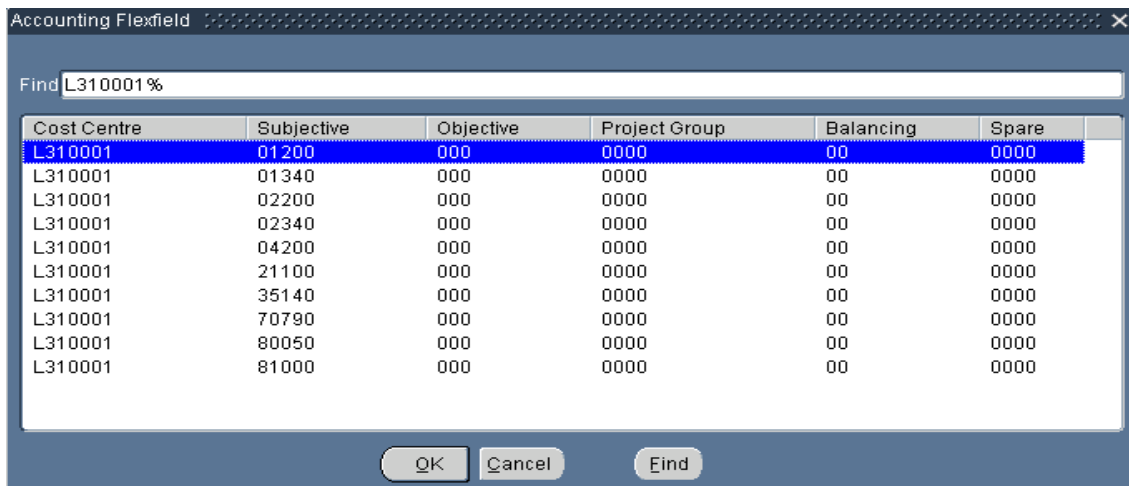 Accounting Flexfield
Find L310001%
Cost Centre Subjective Objective Project Group Balancing Spare
L310001 01200 000 0000 00 0000
L310001 01340 000 0000 00 0000
L310001 02200 000 0000 00 0000
L310001 02340 000 0000 00 0000
L310001 04200 000 0000 00 0000
L310001 21100 000 0000 00 0000
L310001 35140 000 0000 00 0000
L310001 70790 000 0000 00 0000
L310001 80050 000 0000 00 0000
L310001 81000 000 0000 00 0000
OK Cancel Find